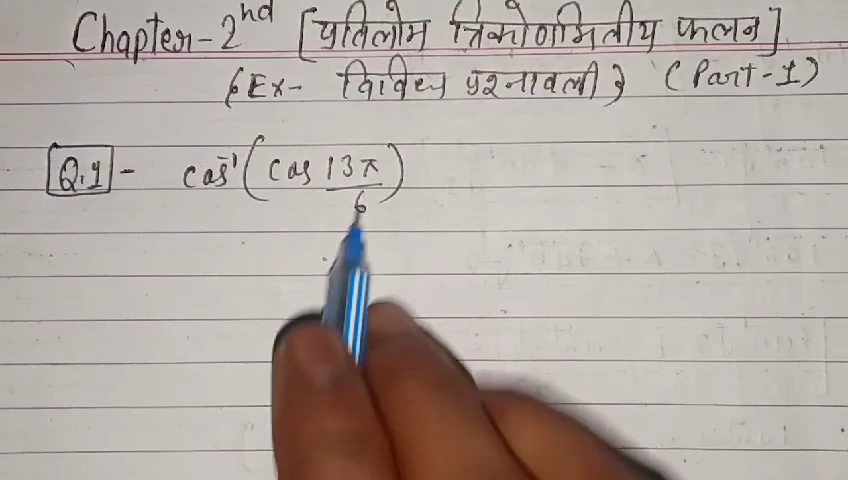 Chapter-2nd [प्रतिलोम त्रिकोणमितीय फलन]
{Ex- विविध प्रश्नावली} (Part-1)
Q.1 - cos⁻¹(cos 13π/6)